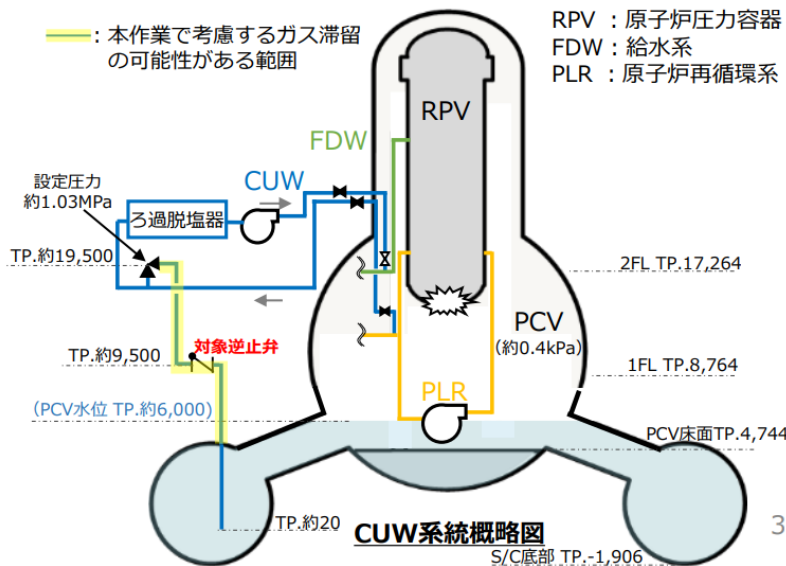 ：本作業で考慮するガス滞留
の可能性がある範囲
RPV ：原子炉圧力容器
FDW ：給水系
PLR ：原子炉再循環系
RPV
FDW
CUW
設定圧力
約1.03MPa
ろ過脱塩器
TP.約19,500
2FL TP.17,264
PCV
(約0.4kPa)
対象逆止弁
TP.約9,500
1FL TP.8,764
PLR
(PCV水位 TP.約6,000)
PCV床面TP.4,744
TP.約20
CUW系統概略図
3
S/C底部 TP.-1,906